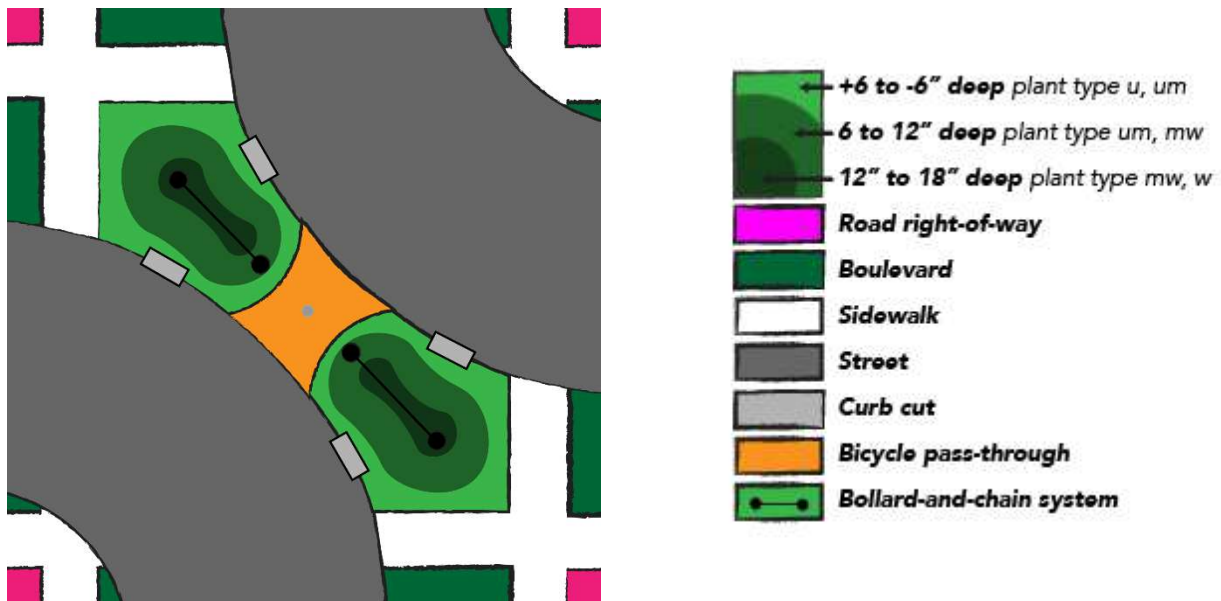 +6 to -6" deep plant type u, um
6 to 12" deep plant type um, mw
12" to 18" deep plant type mw, w
Road right-of-way
Boulevard
Sidewalk
Street
Curb cut
Bicycle pass-through
Bollard-and-chain system